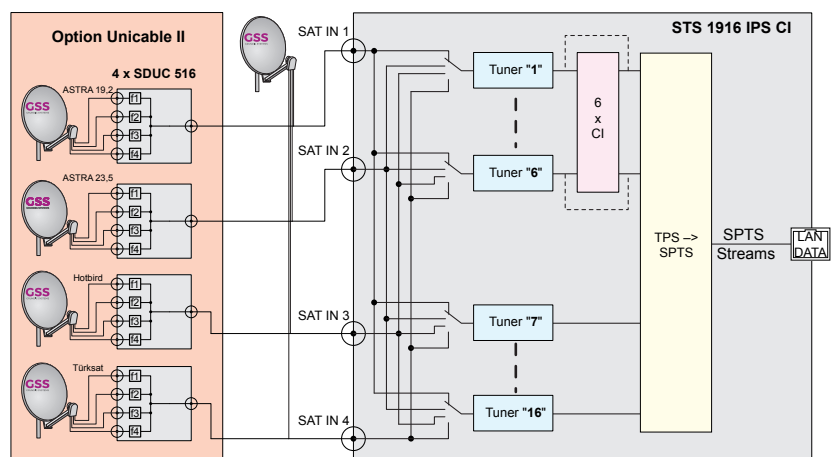 Option Unicable II
4 x SDUC 516
ASTRA 19,2
GSS
f1
f2
f3
f4
ASTRA 23,5
GSS
f1
f2
f3
f4
Hotbird
GSS
f1
f2
f3
f4
Türksat
GSS
f1
f2
f3
f4
GSS
SAT IN 1
SAT IN 2
SAT IN 3
SAT IN 4
STS 1916 IPS CI
Tuner "1"
Tuner "6"
Tuner "7"
Tuner "16"
6
x
CI
TPS –>
SPTS
SPTS
Streams
LAN
DATA